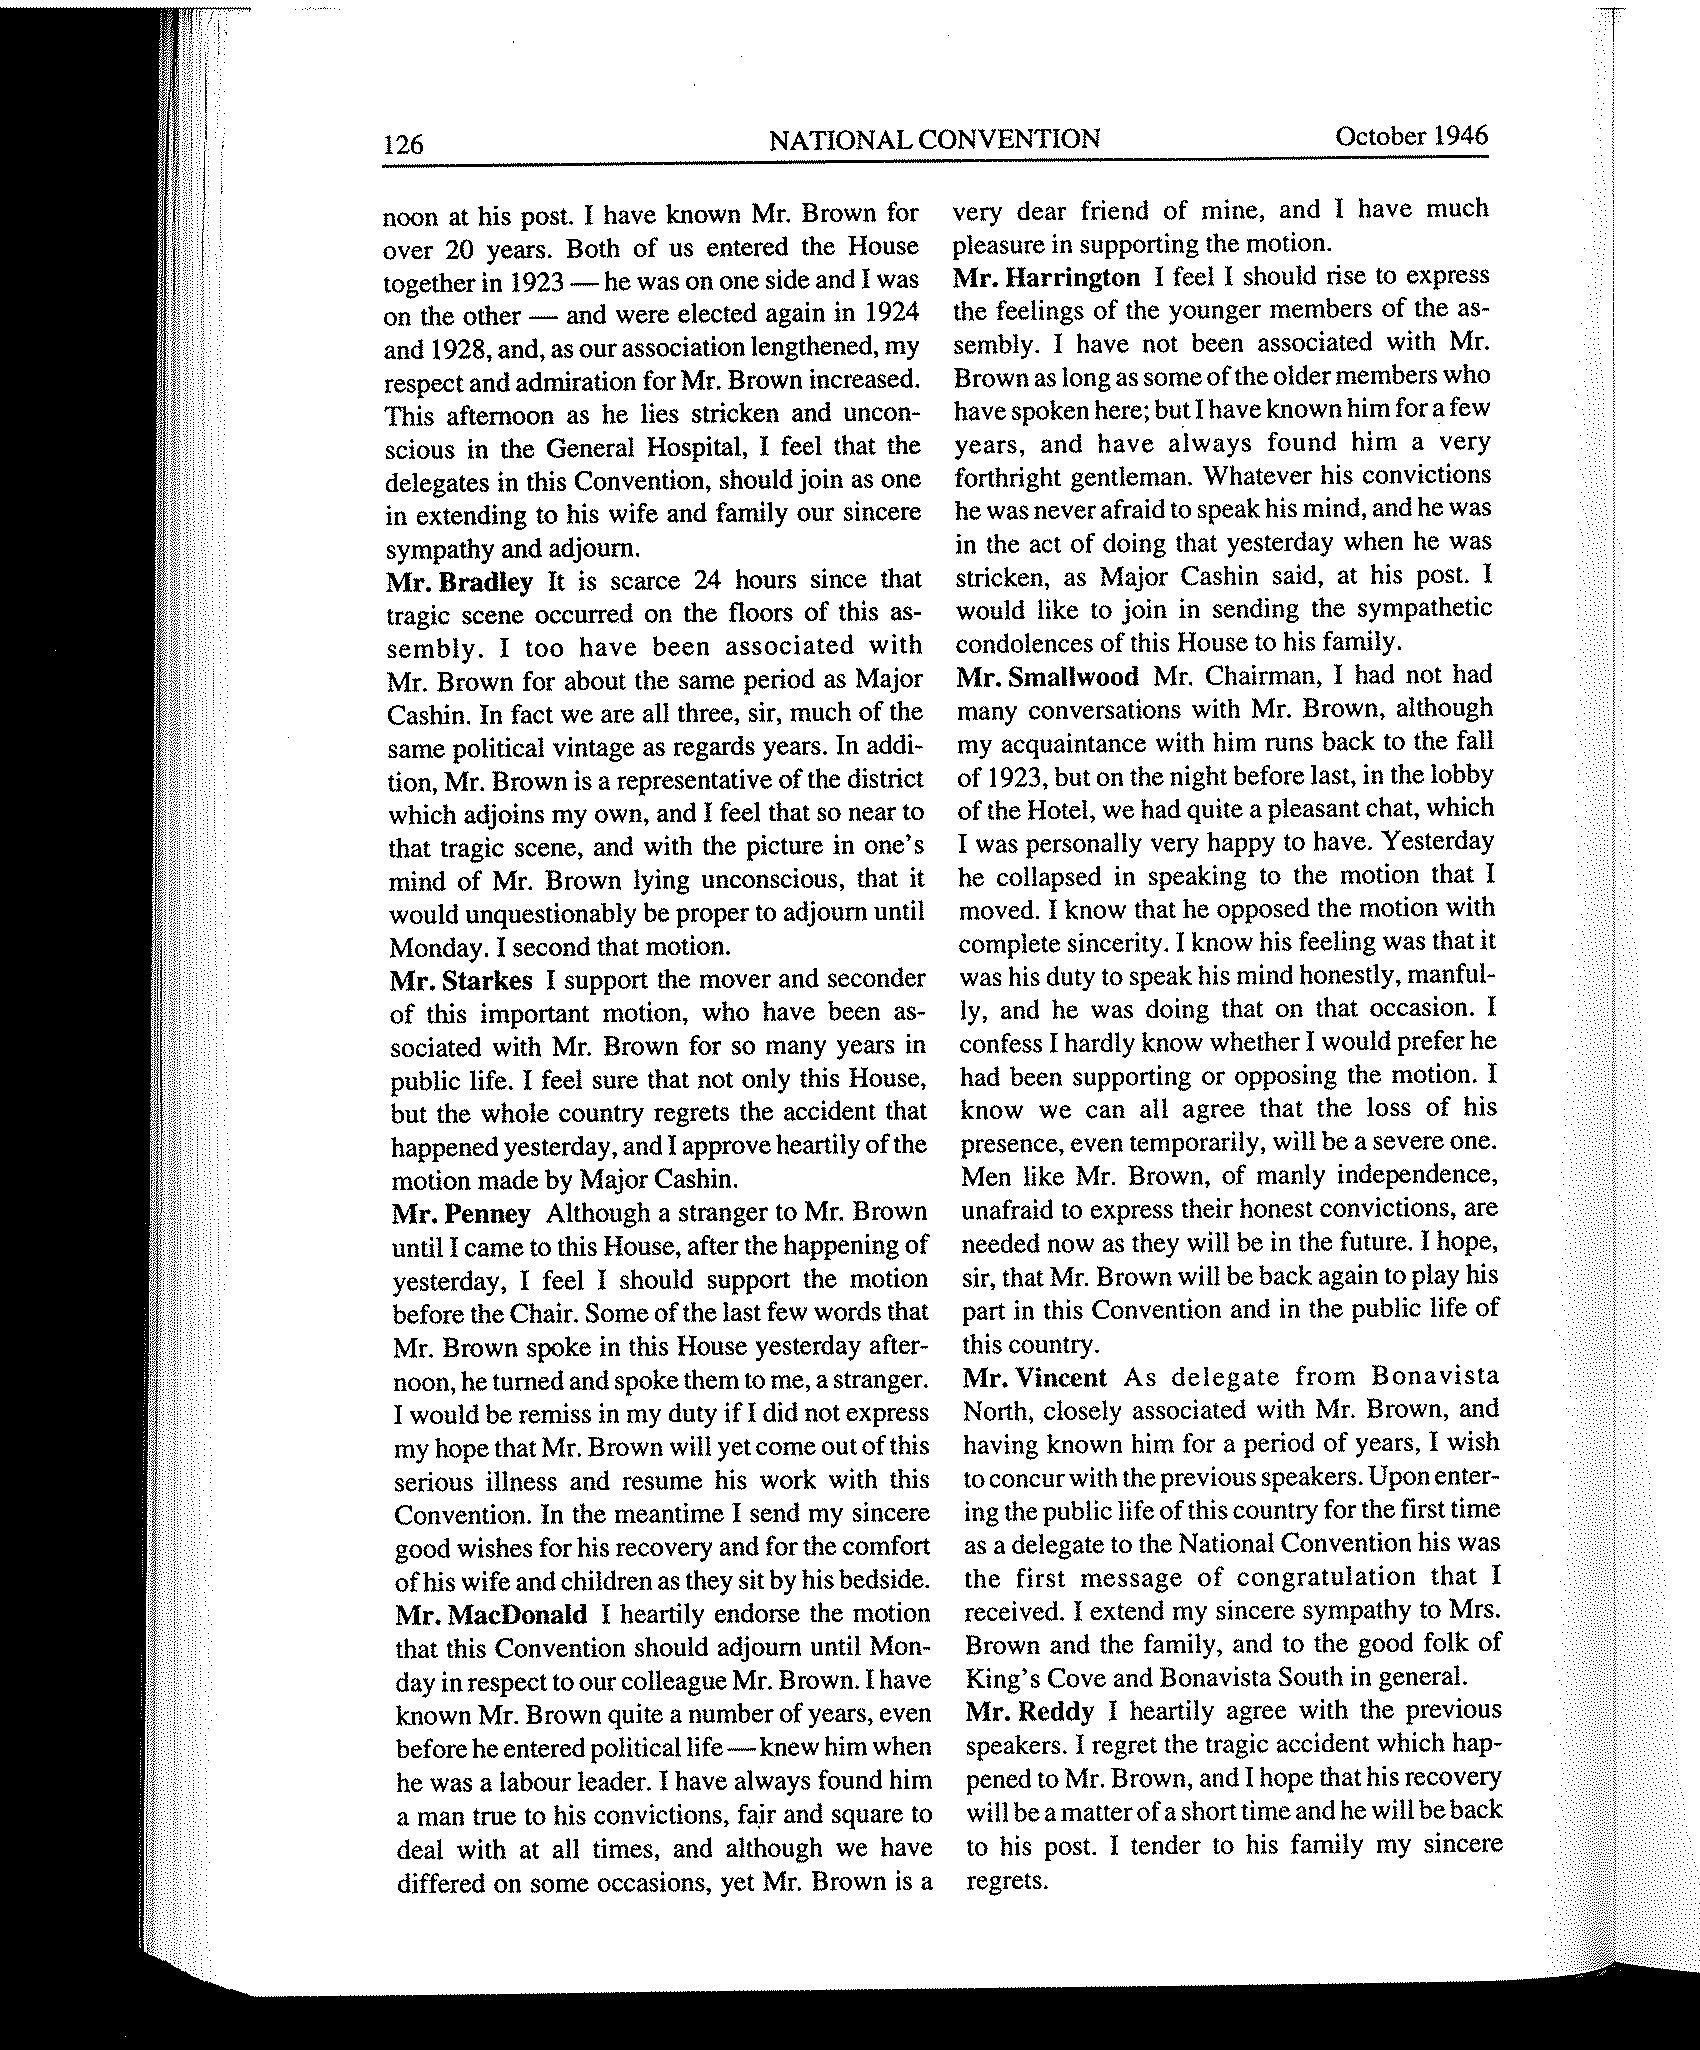 126 NATIONAL CONVENTION October 1946
noon at his post. I have known Mr. Brown for
over 20 years. Both of us entered the House
together in 1923 — he was on one side and I was
on the other — and were elected again in 1924
and 1928, and, as our association lengthened, my
respect and admiration for Mr. Brown increased.
This afternoon as he lies stricken and uncon-
scious in the General Hospital, I feel that the
delegates in this Convention, should join as one
in extending to his wife and family our sincere
sympathy and adjourn.
Mr. Bradley It is scarce 24 hours since that
tragic scene occurred on the floors of this as-
sembly. I too have been associated with
Mr. Brown for about the same period as Major
Cashin. In fact we are all three, sir, much of the
same political vintage as regards years. In addi-
tion, Mr. Brown is a representative of the district
which adjoins my own, and I feel that so near to
that tragic scene, and with the picture in one's
mind of Mr. Brown lying unconscious, that it
would unquestionably be proper to adjourn until
Monday. I second that motion.
Mr. Starkes I support the mover and seconder
of this important motion, who have been as-
sociated with Mr. Brown for so many years in
public life. I feel sure that not only this House,
but the whole country regrets the accident that
happened yesterday, and I approve heartily of the
motion made by Major Cashin.
Mr. Penney Although a stranger to Mr. Brown
until I came to this House, after the happening of
yesterday, I feel I should support the motion
before the Chair. Some of the last few words that
Mr. Brown spoke in this House yesterday after-
noon, he turned and spoke them to me, a stranger.
I would be remiss in my duty if I did not express
my hope that Mr. Brown will yet come out of this
serious illness and resume his work with this
Convention. In the meantime I send my sincere
good wishes for his recovery and for the comfort
of his wife and children as they sit by his bedside.
Mr. MacDonald I heartily endorse the motion
that this Convention should adjourn until Mon-
day in respect to our colleague Mr. Brown. I have
known Mr. Brown quite a number of years, even
before he entered political life — knew him when
he was a labour leader. I have always found him
a man true to his convictions, fair and square to
deal with at all times, and although we have
differed on some occasions, yet Mr. Brown is a
very dear friend of mine, and I have much
pleasure in supporting the motion.
Mr. Harrington I feel I should rise to express
the feelings of the younger members of the as-
sembly. I have not been associated with Mr.
Brown as long as some of the older members who
have spoken here; but I have known him for a few
years, and have always found him a very
forthright gentleman. Whatever his convictions
he was never afraid to speak his mind, and he was
in the act of doing that yesterday when he was
stricken, as Major Cashin said, at his post. I
would like to join in sending the sympathetic
condolences of this House to his family.
Mr. Smallwood Mr. Chairman, I had not had
many conversations with Mr. Brown, although
my acquaintance with him runs back to the fall
of 1923, but on the night before last, in the lobby
of the Hotel, we had quite a pleasant chat, which
I was personally very happy to have. Yesterday
he collapsed in speaking to the motion that I
moved. I know that he opposed the motion with
complete sincerity. I know his feeling was that it
was his duty to speak his mind honestly, manful-
ly, and he was doing that on that occasion. I
confess I hardly know whether I would prefer he
had been supporting or opposing the motion. I
know we can all agree that the loss of his
presence, even temporarily, will be a severe one.
Men like Mr. Brown, of manly independence,
unafraid to express their honest convictions, are
needed now as they will be in the future. I hope,
sir, that Mr. Brown will be back again to play his
part in this Convention and in the public life of
this country.
Mr. Vincent As delegate from Bonavista
North, closely associated with Mr. Brown, and
having known him for a period of years, I wish
to concur with the previous speakers. Upon enter-
ing the public life of this country for the first time
as a delegate to the National Convention his was
the first message of congratulation that I
received. I extend my sincere sympathy to Mrs.
Brown and the family, and to the good folk of
King's Cove and Bonavista South in general.
Mr. Reddy I heartily agree with the previous
speakers. I regret the tragic accident which hap-
pened to Mr. Brown, and I hope that his recovery
will be a matter of a short time and he will be back
to his post. I tender to his family my sincere
regrets.